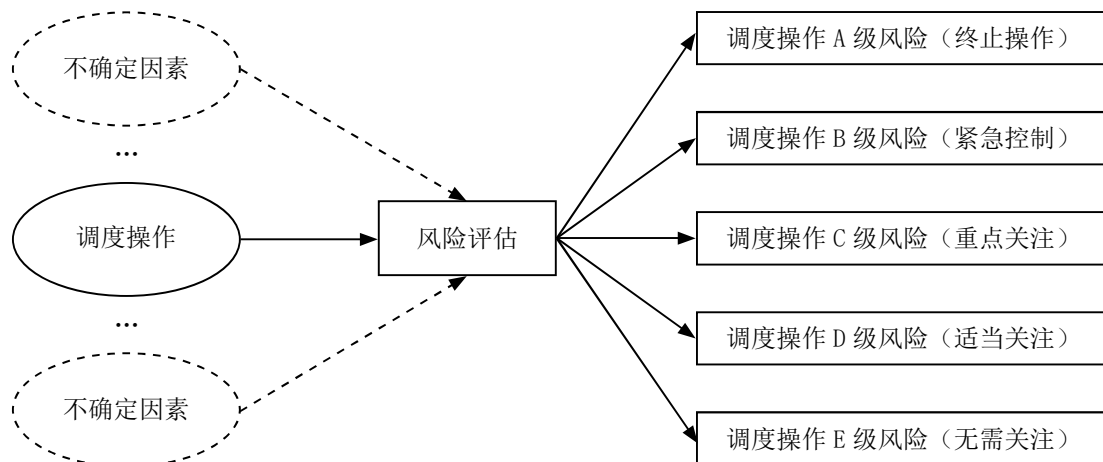 不确定因素
...
调度操作
...
不确定因素
风险评估
调度操作 A 级风险（终止操作）
调度操作 B 级风险（紧急控制）
调度操作 C 级风险（重点关注）
调度操作 D 级风险（适当关注）
调度操作 E 级风险（无需关注）